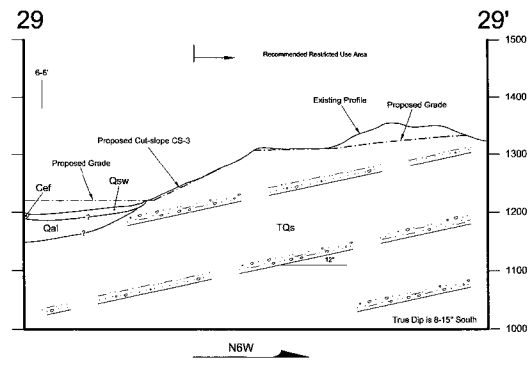 29
29'
Recommended Restricted Use Area
6-6'
Existing Profile
Proposed Grade
Proposed Cut-slope CS-3
Proposed Grade
Qsw
Cef
Qal
?
?
TQs
12°
1500
1400
1300
1200
1100
1000
True Dip is 8-15° South
N6W